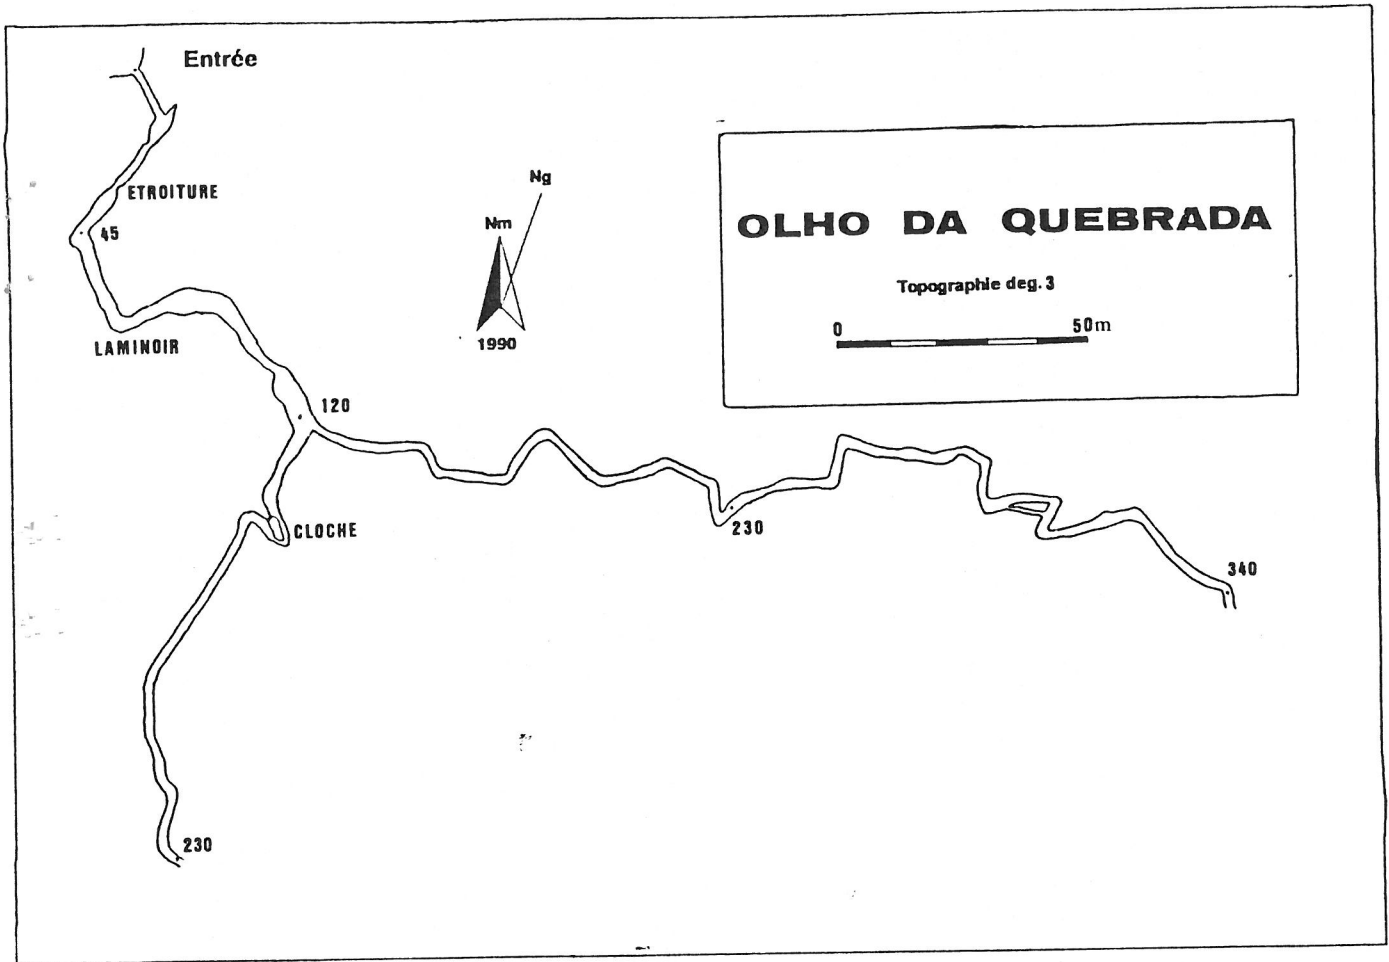 Entrée
ETROITURE
45
LAMINOIR
Ng
Nm
1990
OLHO DA QUEBRADA
Topographie deg. 3
0 50m
120
CLOCHE
230
340
230